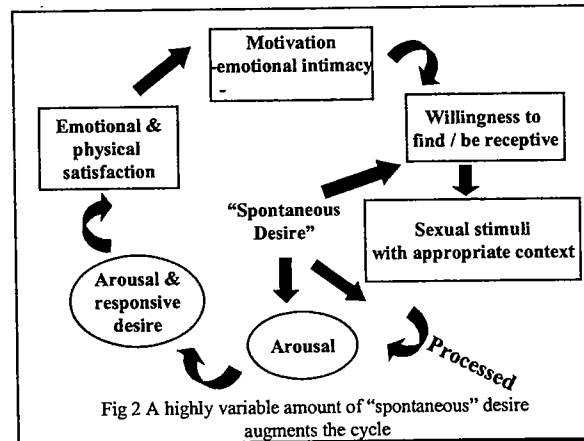 Motivation
-emotional intimacy
-
Willingness to
find / be receptive
Emotional &
physical
satisfaction
"Spontaneous
Desire"
Sexual stimuli
with appropriate context
Arousal &
responsive
desire
Arousal
Processed
Fig 2 A highly variable amount of "spontaneous" desire
augments the cycle